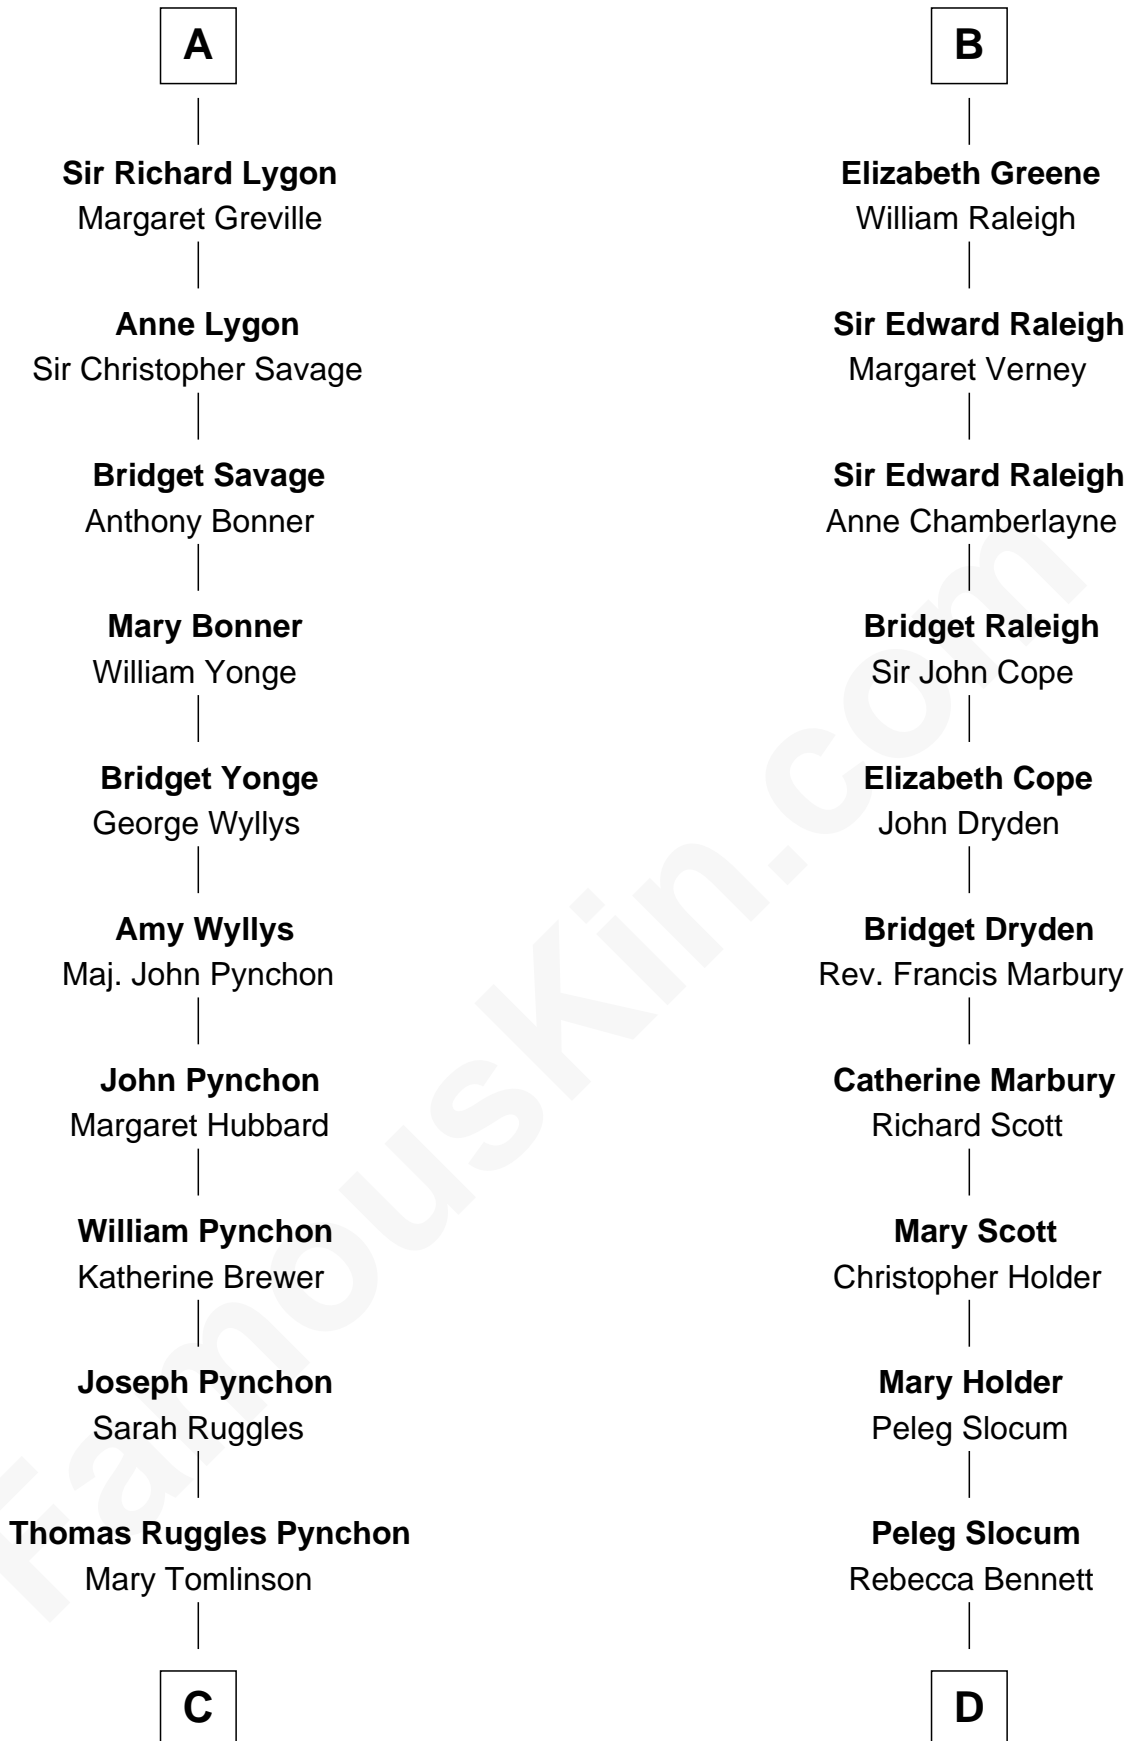 A
Sir Richard Lygon
Margaret Greville
Anne Lygon
Sir Christopher Savage
Bridget Savage
Anthony Bonner
Mary Bonner
William Yonge
Bridget Yonge
George Wyllys
Amy Wyllys
Maj. John Pynchon
John Pynchon
Margaret Hubbard
William Pynchon
Katherine Brewer
Joseph Pynchon
Sarah Ruggles
Thomas Ruggles Pynchon
Mary Tomlinson
C
B
Elizabeth Greene
William Raleigh
Sir Edward Raleigh
Margaret Verney
Sir Edward Raleigh
Anne Chamberlayne
Bridget Raleigh
Sir John Cope
Elizabeth Cope
John Dryden
Bridget Dryden
Rev. Francis Marbury
Catherine Marbury
Richard Scott
Mary Scott
Christopher Holder
Mary Holder
Peleg Slocum
Peleg Slocum
Rebecca Bennett
D
FamousKin.com